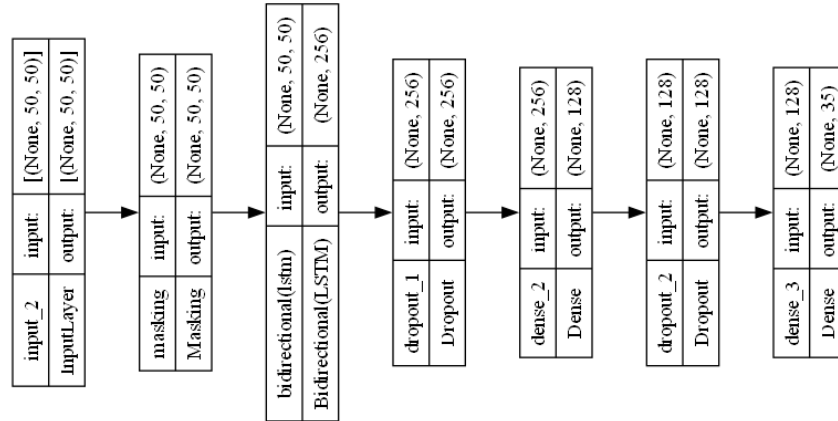 input_2 input: [(None, 50, 50)]
InputLayer output: [(None, 50, 50)]
masking input: (None, 50, 50)
Masking output: (None, 50, 50)
bidirectional(lstm) input: (None, 50, 50)
Bidirectional(LSTM) output: (None, 256)
dropout_1 input: (None, 256)
Dropout output: (None, 256)
dense_2 input: (None, 256)
Dense output: (None, 128)
dropout_2 input: (None, 128)
Dropout output: (None, 128)
dense_3 input: (None, 128)
Dense output: (None, 35)